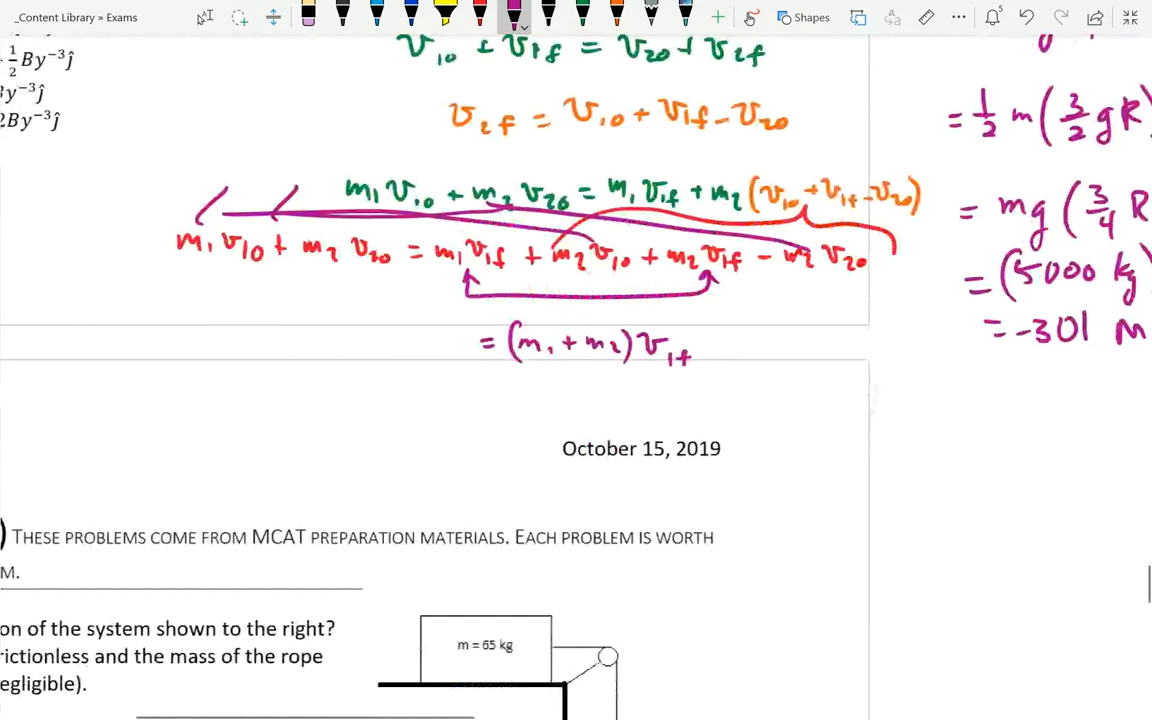 _Content Library » Exams
Shapes
5
½By⁻³ĵ
By⁻³ĵ
2By⁻³ĵ
v₁₀ + v₁f = v₂₀ + v₂f
v₂f = v₁₀ + v₁f - v₂₀
m₁v₁₀ + m₂v₂₀ = m₁v₁f + m₂(v₁₀ + v₁f - v₂₀)
m₁v₁₀ + m₂v₂₀ = m₁v₁f + m₂v₁₀ + m₂v₁f - m₂v₂₀
= (m₁ + m₂)v₁f
= ½ m(3/2 gR)
= mg(3/4 R
= (5000 kg)
= -301 M
October 15, 2019
) THESE PROBLEMS COME FROM MCAT PREPARATION MATERIALS. EACH PROBLEM IS WORTH
M.
on of the system shown to the right?
rictionless and the mass of the rope
egligible).
m = 65 kg